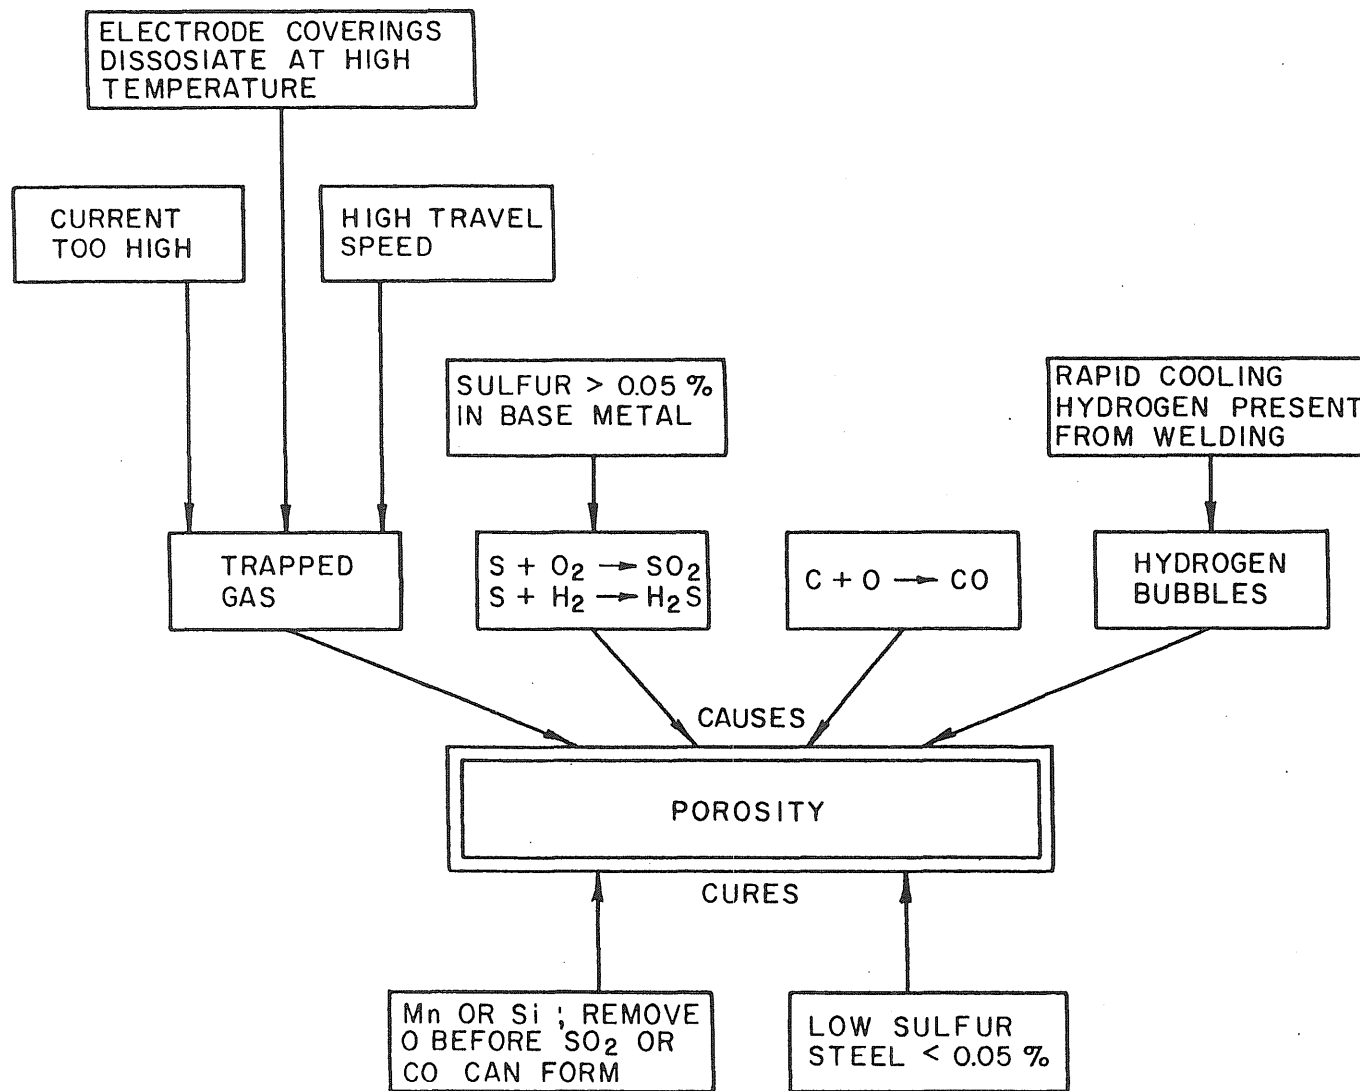 ELECTRODE COVERINGS
DISSOSIATE AT HIGH
TEMPERATURE
CURRENT
TOO HIGH
HIGH TRAVEL
SPEED
SULFUR > 0.05 %
IN BASE METAL
RAPID COOLING
HYDROGEN PRESENT
FROM WELDING
TRAPPED
GAS
S + O₂ → SO₂
S + H₂ → H₂S
C + O → CO
HYDROGEN
BUBBLES
CAUSES
POROSITY
CURES
Mn OR Si ; REMOVE
O BEFORE SO₂ OR
CO CAN FORM
LOW SULFUR
STEEL < 0.05 %